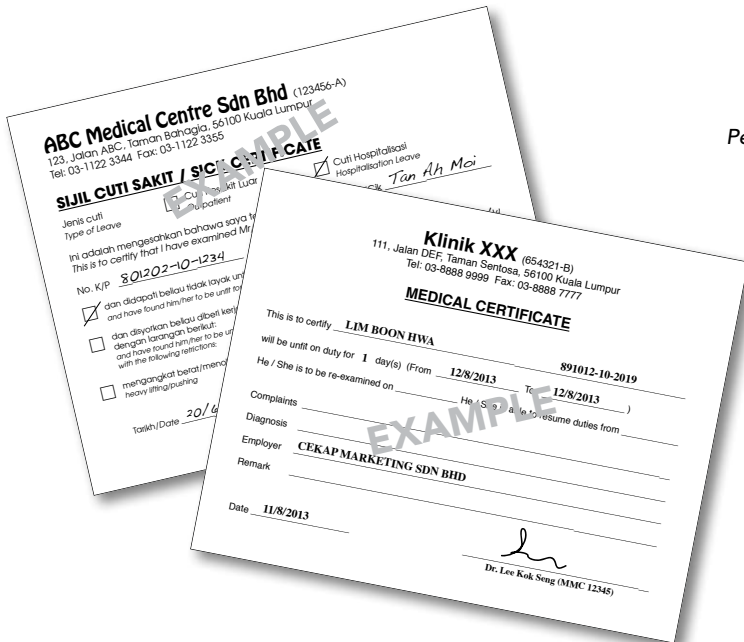 ABC Medical Centre Sdn Bhd (123456-A)
123, Jalan ABC, Taman Bahagia, 56100 Kuala Lumpur
Tel: 03-1122 3344 Fax: 03-1122 3355
SIJIL CUTI SAKIT / SICK CERTIFICATE
EXAMPLE
Jenis cuti
Type of Leave
Luar
Outpatient
Cuti Hospitalisasi
Hospitalisation Leave
Ini adalah mengesahkan bahawa saya
Tan Ah Moi
This is to certify that I have examined Mr
No. K/P 801202-10-1234
dan didapati beliau tidak layak
and have found him/her to be unfit
dan disyorkan beliau diberi
dengan larangan berikut:
and have found him/her to be
with the following retrictions:
mengangkat berat
heavy lifting/pushing
Tarikh/Date 20/
Klinik XXX (654321-B)
111, Jalan DEF, Taman Sentosa, 56100 Kuala Lumpur
Tel: 03-8888 9999 Fax: 03-8888 7777
MEDICAL CERTIFICATE
This is to certify LIM BOON HWA 891012-10-2019
will be unfit on duty for 1 day(s) (From 12/8/2013 To 12/8/2013 )
He / She is to be re-examined on He / She is able to resume duties from
EXAMPLE
Complaints
Diagnosis
Employer CEKAP MARKETING SDN BHD
Remark
Date 11/8/2013
Dr. Lee Kok Seng (MMC 12345)
Pe